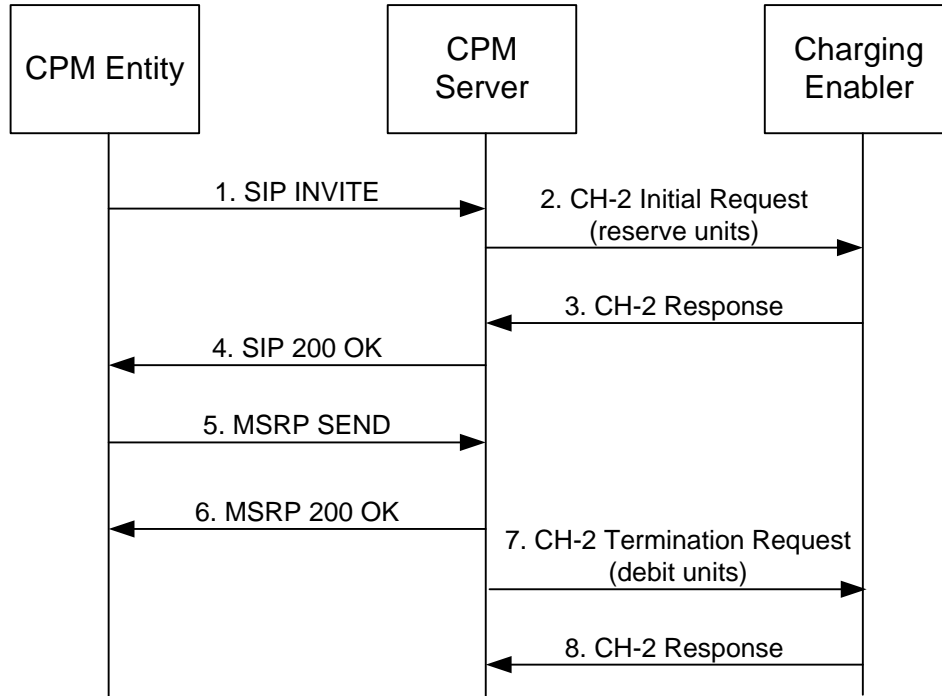 CPM Entity
CPM
Server
Charging
Enabler
1. SIP INVITE
2. CH-2 Initial Request
(reserve units)
3. CH-2 Response
4. SIP 200 OK
5. MSRP SEND
6. MSRP 200 OK
7. CH-2 Termination Request
(debit units)
8. CH-2 Response